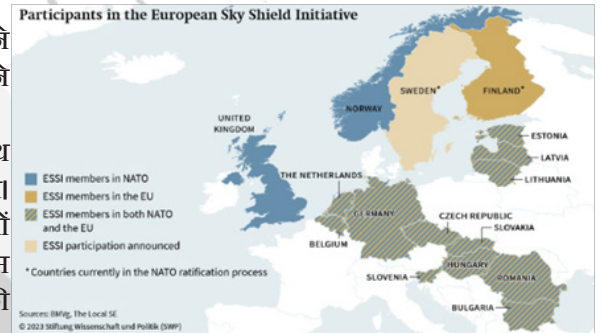 Participants in the European Sky Shield Initiative
SWEDEN*
FINLAND*
NORWAY
UNITED
KINGDOM
ESTONIA
LATVIA
LITHUANIA
THE NETHERLANDS
GERMANY
CZECH REPUBLIC
SLOVAKIA
BELGIUM
HUNGARY
SLOVENIA
ROMANIA
BULGARIA
ESSI members in NATO
ESSI members in the EU
ESSI members in both NATO
and the EU
ESSI participation announced
*Countries currently in the NATO ratification process
Sources: BMVg, The Local SE
© 2023 Stiftung Wissenschaft und Politik (SWP)